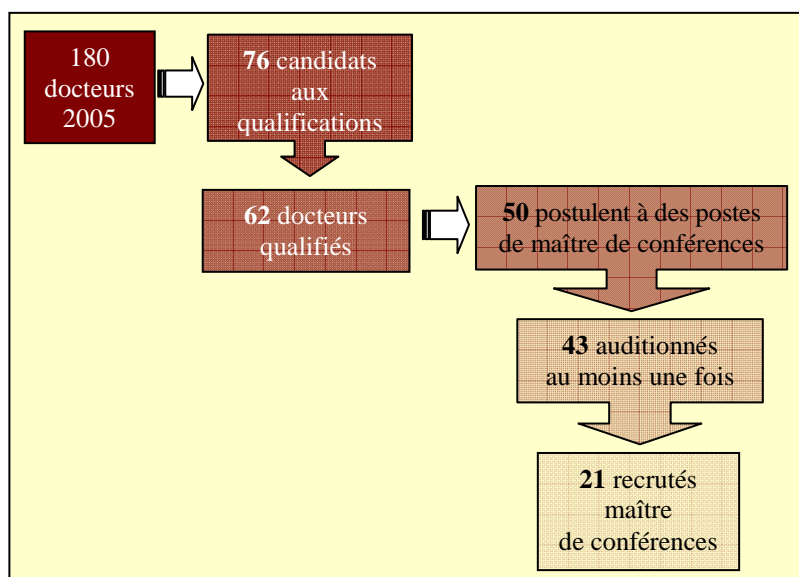 180
docteurs
2005
76 candidats
aux
qualifications
62 docteurs
qualifiés
50 postulent à des postes
de maître de conférences
43 auditionnés
au moins une fois
21 recrutés
maître
de conférences